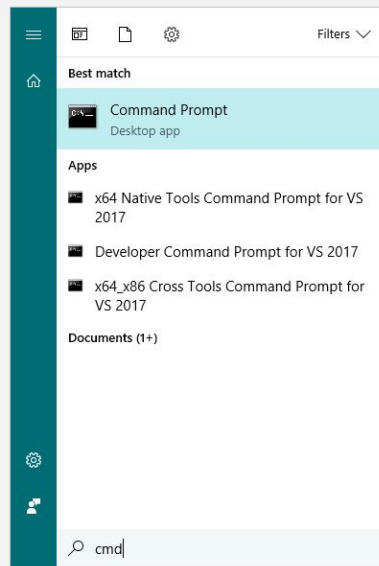 Filters
Best match
Command Prompt
Desktop app
Apps
x64 Native Tools Command Prompt for VS
2017
Developer Command Prompt for VS 2017
x64_x86 Cross Tools Command Prompt for
VS 2017
Documents (1+)
cmd